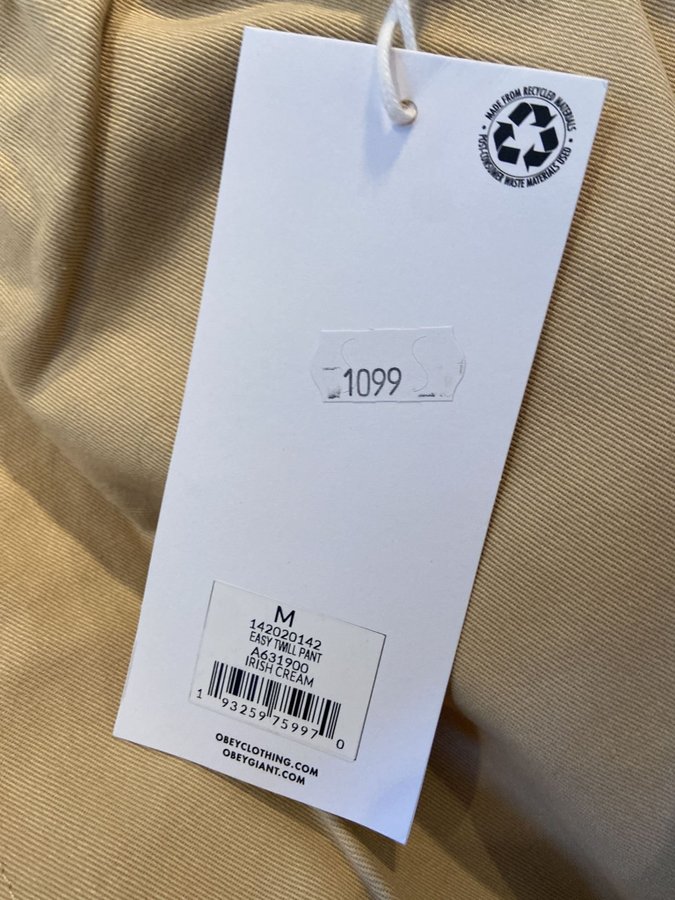 MADE FROM RECYCLED MATERIALS
POST-CONSUMER WASTE MATERIALS USED
1099
M
142020142
EASY TWILL PANT
A631900
IRISH CREAM
1 93259 75997 0
OBEYCLOTHING.COM
OBEYGIANT.COM